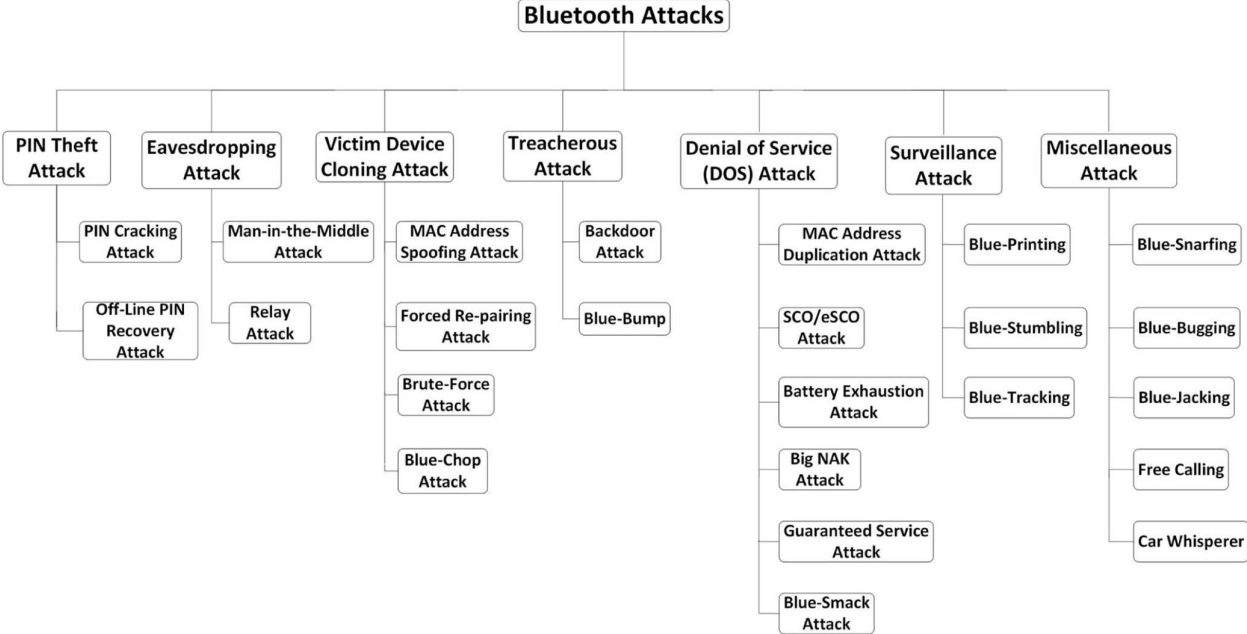 Bluetooth Attacks
PIN Theft
Attack
Eavesdropping
Attack
Victim Device
Cloning Attack
Treacherous
Attack
Denial of Service
(DOS) Attack
Surveillance
Attack
Miscellaneous
Attack
PIN Cracking
Attack
Off-Line PIN
Recovery
Attack
Man-in-the-Middle
Attack
Relay
Attack
MAC Address
Spoofing Attack
Forced Re-pairing
Attack
Brute-Force
Attack
Blue-Chop
Attack
Backdoor
Attack
Blue-Bump
MAC Address
Duplication Attack
SCO/eSCO
Attack
Battery Exhaustion
Attack
Big NAK
Attack
Guaranteed Service
Attack
Blue-Smack
Attack
Blue-Printing
Blue-Stumbling
Blue-Tracking
Blue-Snarfing
Blue-Bugging
Blue-Jacking
Free Calling
Car Whisperer